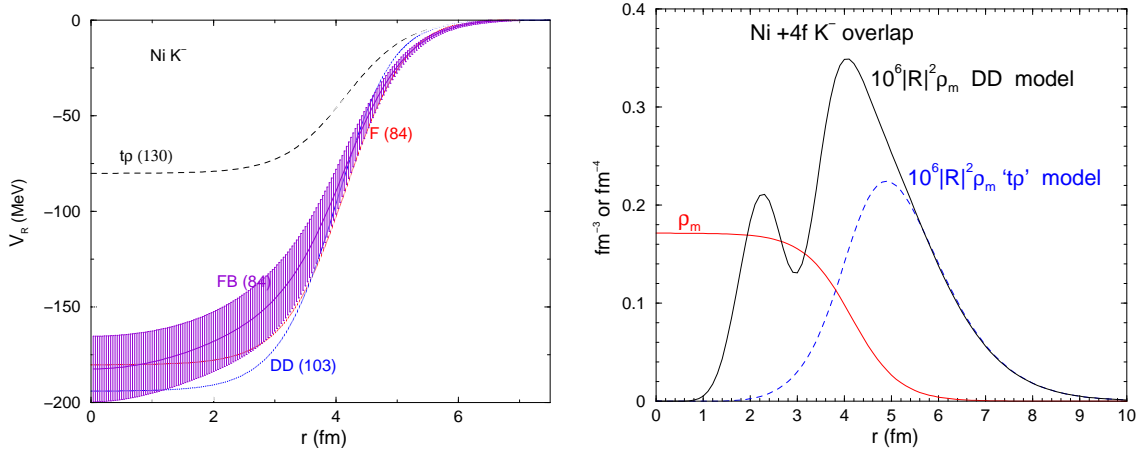 0
−50
−100
−150
−200
V_R (MeV)
Ni K⁻
tρ (130)
F (84)
FB (84)
DD (103)
0 2 4 6
r (fm)
0.4
0.3
0.2
0.1
0
fm⁻³ or fm⁻⁴
Ni +4f K⁻ overlap
10⁶|R|²ρ_m DD model
10⁶|R|²ρ_m ‘tρ’ model
ρ_m
0 1 2 3 4 5 6 7 8 9 10
r (fm)